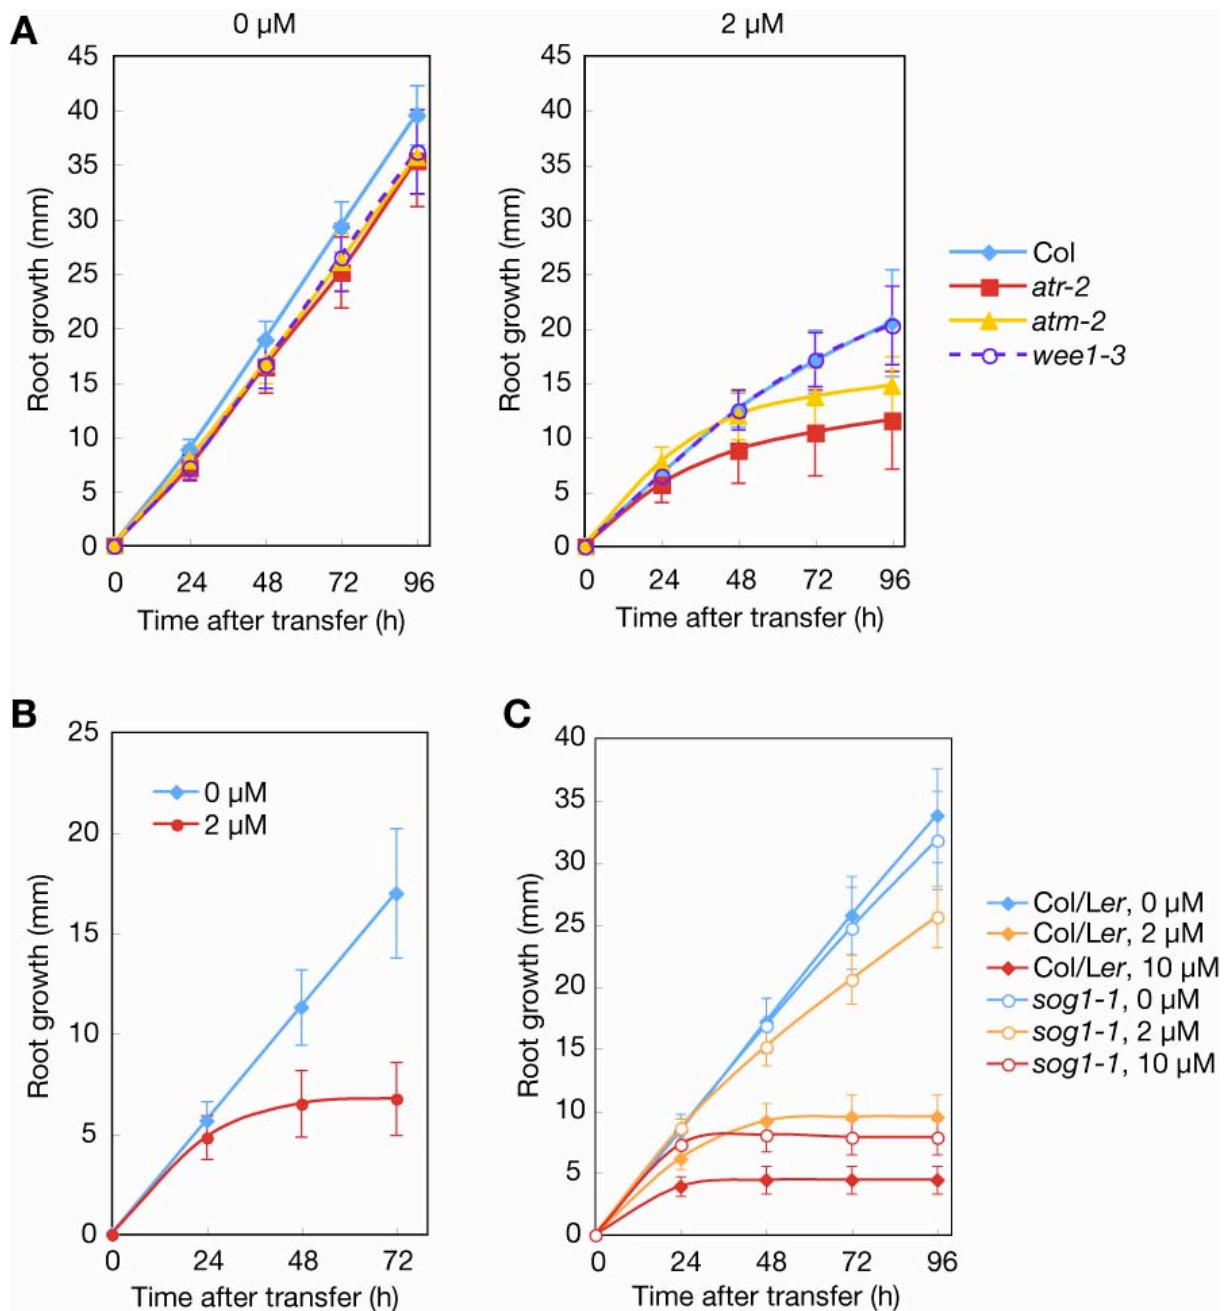 A
0 µM
2 µM
45
40
35
30
25
20
15
10
5
0
Root growth (mm)
0 24 48 72 96
Time after transfer (h)
45
40
35
30
25
20
15
10
5
0
Root growth (mm)
0 24 48 72 96
Time after transfer (h)
Col
atr-2
atm-2
wee1-3
B
25
20
15
10
5
0
Root growth (mm)
0 µM
2 µM
0 24 48 72
Time after transfer (h)
C
40
35
30
25
20
15
10
5
0
Root growth (mm)
0 24 48 72 96
Time after transfer (h)
Col/Ler, 0 µM
Col/Ler, 2 µM
Col/Ler, 10 µM
sog1-1, 0 µM
sog1-1, 2 µM
sog1-1, 10 µM